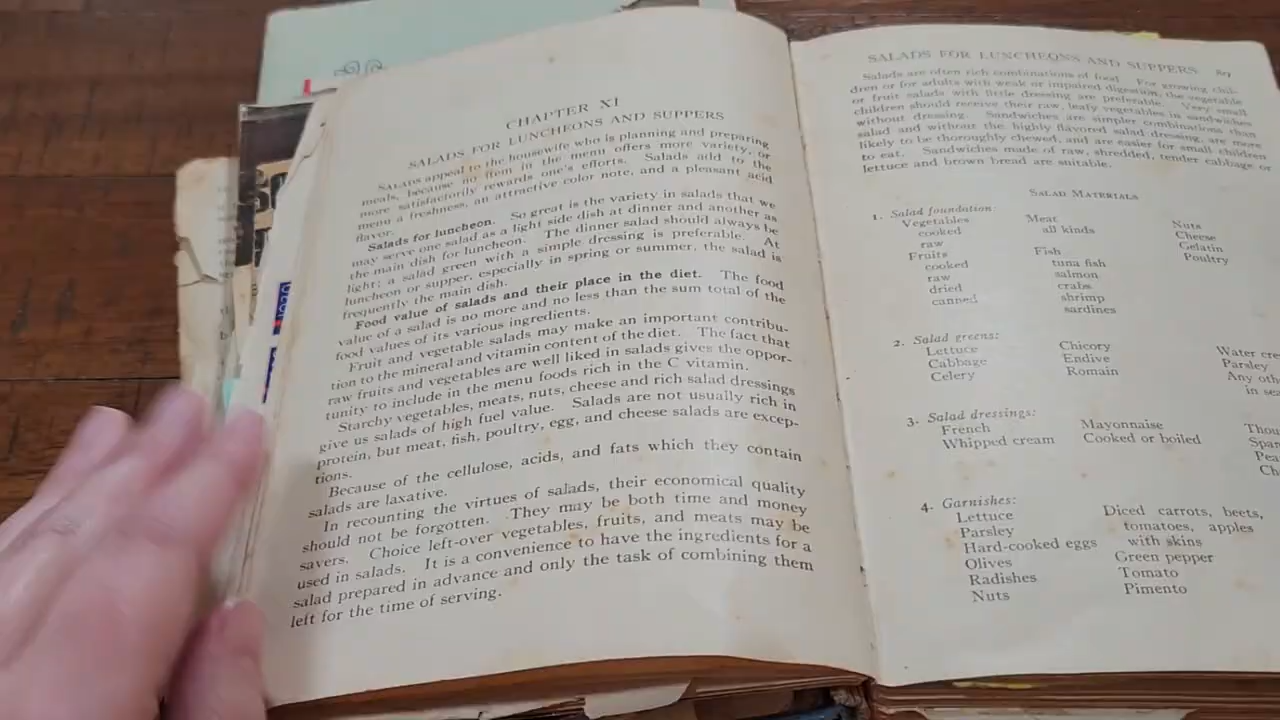 CHAPTER XI
SALADS FOR LUNCHEONS AND SUPPERS
SALADS appeal to the housewife who is planning and preparing
meals, because no item in the menu offers more variety, or
more satisfactorily rewards one's efforts. Salads add to the
menu a freshness, an attractive color note, and a pleasant acid
flavor.
Salads for luncheon. So great is the variety in salads that we
may serve one salad as a light side dish at dinner and another as
the main dish for luncheon. The dinner salad should always be
light; a salad green with a simple dressing is preferable. At
luncheon or supper, especially in spring or summer, the salad is
frequently the main dish.
Food value of salads and their place in the diet. The food
value of a salad is no more and no less than the sum total of the
food values of its various ingredients.
Fruit and vegetable salads may make an important contribu-
tion to the mineral and vitamin content of the diet. The fact that
raw fruits and vegetables are well liked in salads gives the oppor-
tunity to include in the menu foods rich in the C vitamin.
Starchy vegetables, meats, nuts, cheese and rich salad dressings
give us salads of high fuel value. Salads are not usually rich in
protein, but meat, fish, poultry, egg, and cheese salads are excep-
tions.
Because of the cellulose, acids, and fats which they contain
salads are laxative.
In recounting the virtues of salads, their economical quality
should not be forgotten. They may be both time and money
savers. Choice left-over vegetables, fruits, and meats may be
used in salads. It is a convenience to have the ingredients for a
salad prepared in advance and only the task of combining them
left for the time of serving.
SALADS FOR LUNCHEONS AND SUPPERS 89
Salads are often rich combinations of food. For growing chil-
dren or for adults with weak or impaired digestion, the vegetable
or fruit salads with little dressing are preferable. Very small
children should receive their raw, leafy vegetables in sandwiches
without dressing. Sandwiches are simpler combinations than
salad and without the highly flavored salad dressing, are more
likely to be thoroughly chewed, and are easier for small children
to eat. Sandwiches made of raw, shredded, tender cabbage or
lettuce and brown bread are suitable.
SALAD MATERIALS
1. Salad foundation:
Vegetables
cooked
raw
Fruits
cooked
raw
dried
canned
Meat
all kinds
Fish
tuna fish
salmon
crabs
shrimp
sardines
Nuts
Cheese
Gelatin
Poultry
2. Salad greens:
Lettuce
Cabbage
Celery
Chicory
Endive
Romain
Water cre
Parsley
Any oth
in se
3. Salad dressings:
French
Whipped cream
Mayonnaise
Cooked or boiled
Thou
Spar
Pea
Ch
4. Garnishes:
Lettuce
Parsley
Hard-cooked eggs
Olives
Radishes
Nuts
Diced carrots, beets,
tomatoes, apples
with skins
Green pepper
Tomato
Pimento